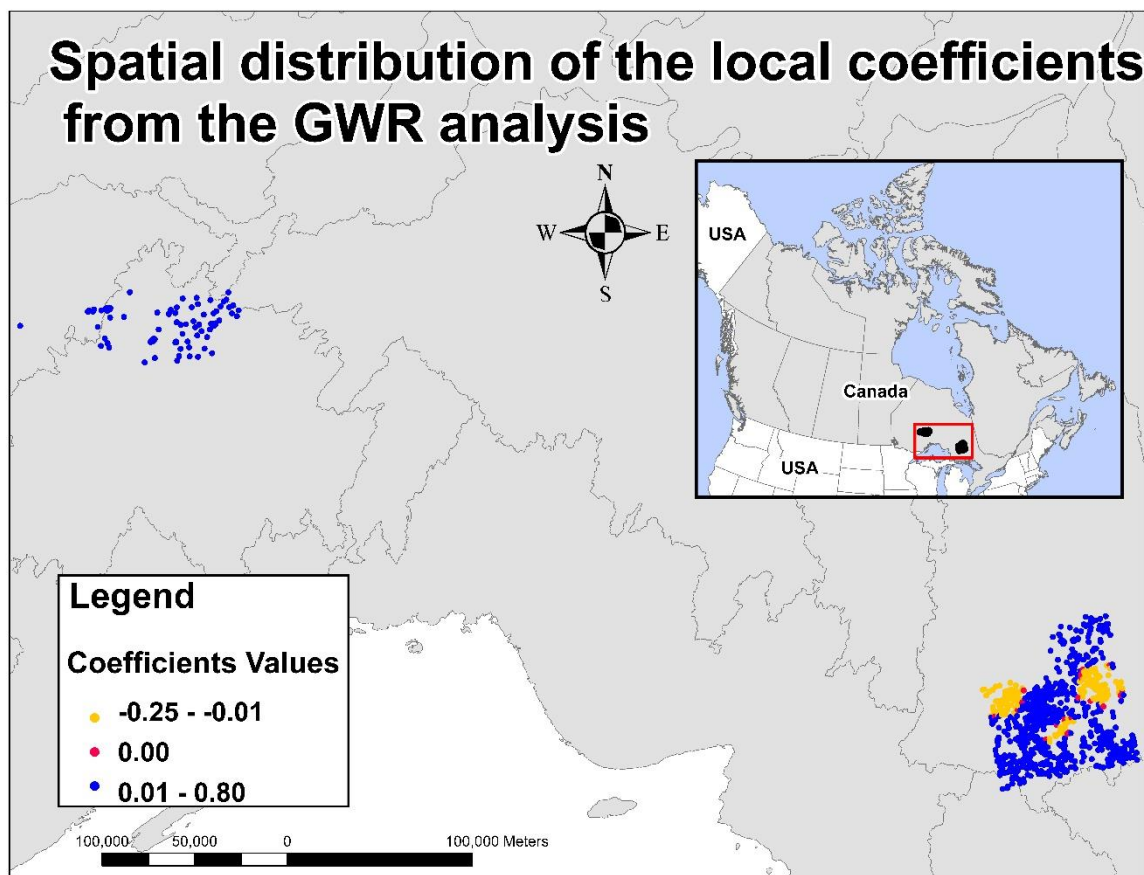 Spatial distribution of the local coefficients
from the GWR analysis
N
W E
S
USA
Canada
USA
Legend
Coefficients Values
-0.25 - -0.01
0.00
0.01 - 0.80
100,000 50,000 0 100,000 Meters